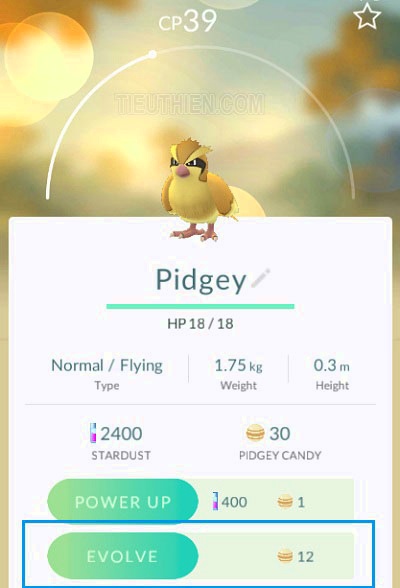 CP39
TIEUTHIEN.COM
Pidgey
HP 18 / 18
Normal / Flying 1.75 kg 0.3 m
Type Weight Height
2400 30
STARDUST PIDGEY CANDY
POWER UP 400 1
EVOLVE 12